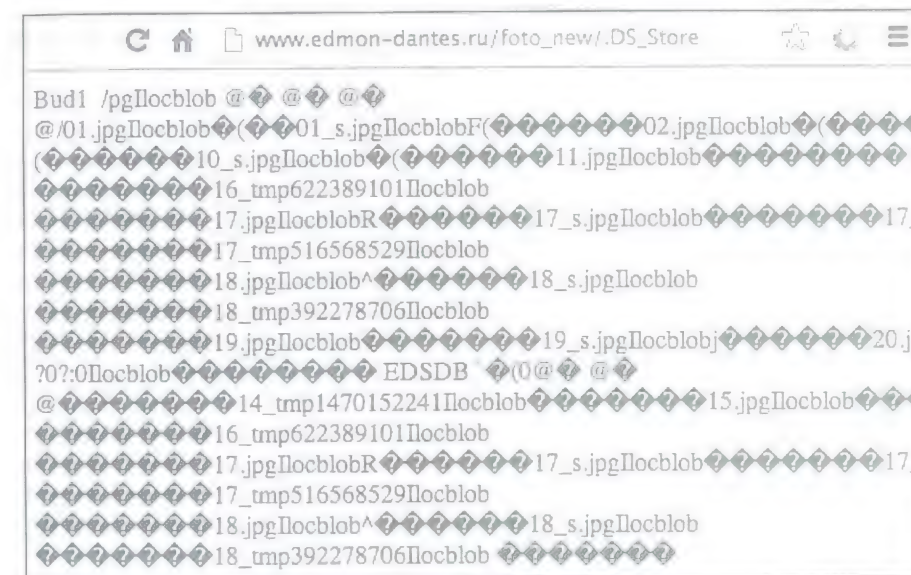 www.edmon-dantes.ru/foto_new/.DS_Store
Bud1 /pgIlocblob @� @� @�
@/01.jpgIlocblob�(��01_s.jpgIlocblobF(������02.jpgIlocblob�(����
(������10_s.jpgIlocblob�(������11.jpgIlocblob���������
�������16_tmp622389101Ilocblob
�������17.jpgIlocblobR������17_s.jpgIlocblob�������17_
�������17_tmp516568529Ilocblob
�������18.jpgIlocblob^������18_s.jpgIlocblob
�������18_tmp392278706Ilocblob
�������19.jpgIlocblob�������19_s.jpgIlocblobj������20.j
?0?:0Ilocblob��������� EDSDB `�(0@� @�
@�������14_tmp1470152241Ilocblob�������15.jpgIlocblob���
�������16_tmp622389101Ilocblob
�������17.jpgIlocblobR������17_s.jpgIlocblob�������17_
�������17_tmp516568529Ilocblob
�������18.jpgIlocblob^������18_s.jpgIlocblob
�������18_tmp392278706Ilocblob �������